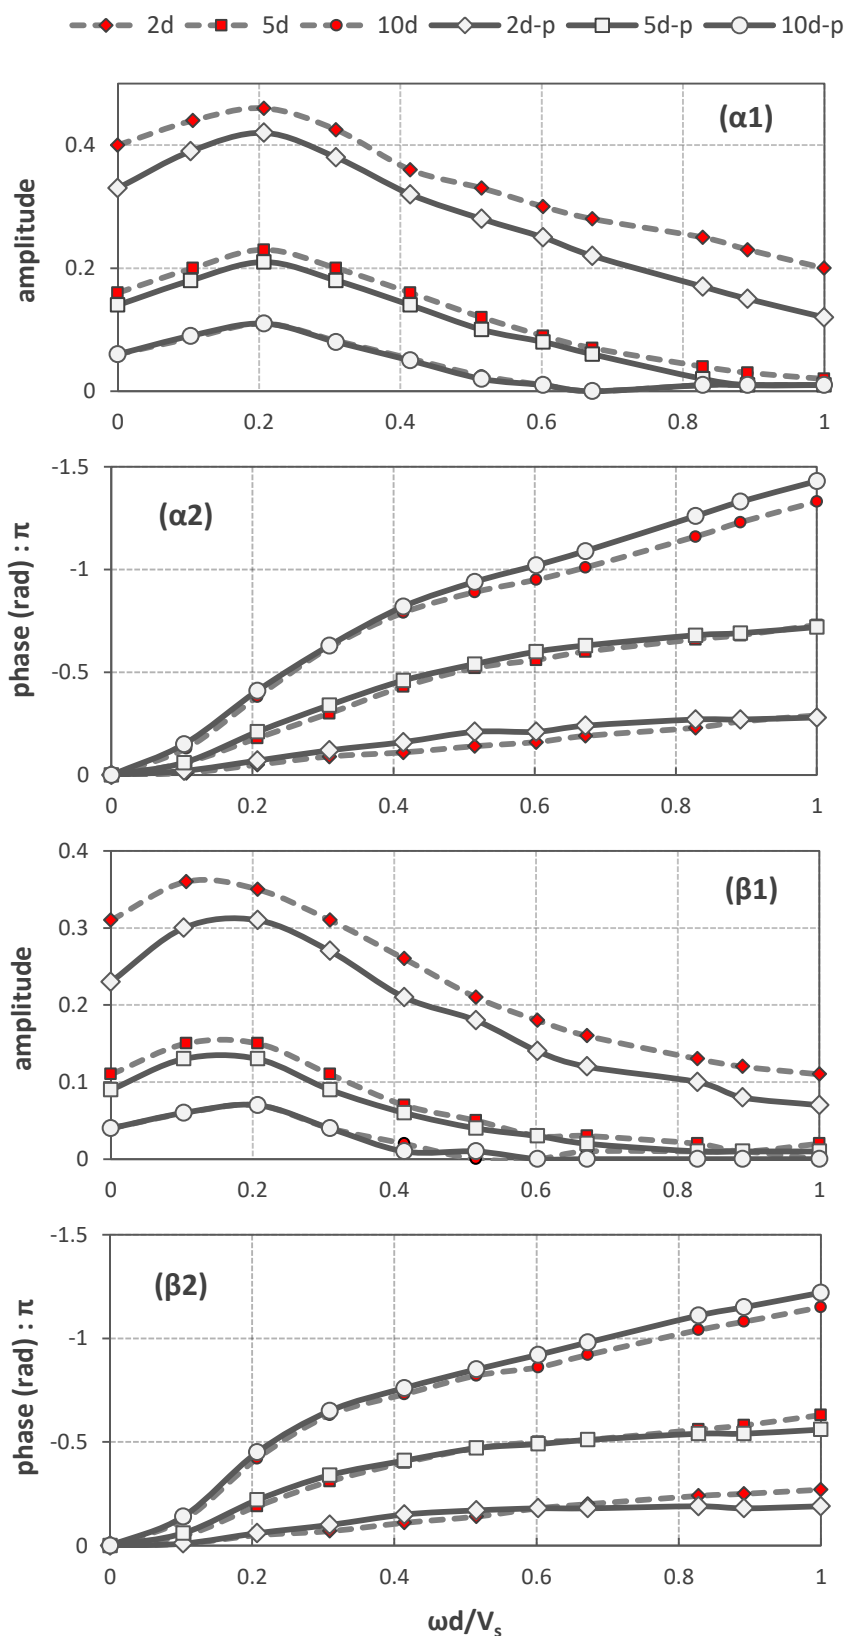 2d 5d 10d 2d-p 5d-p 10d-p
(α1)
amplitude
0.4
0.2
0
0 0.2 0.4 0.6 0.8 1
(α2)
phase (rad) : π
-1.5
-1
-0.5
0
0 0.2 0.4 0.6 0.8 1
(β1)
amplitude
0.4
0.3
0.2
0.1
0
0 0.2 0.4 0.6 0.8 1
(β2)
phase (rad) : π
-1.5
-1
-0.5
0
0 0.2 0.4 0.6 0.8 1
ωd/Vₛ